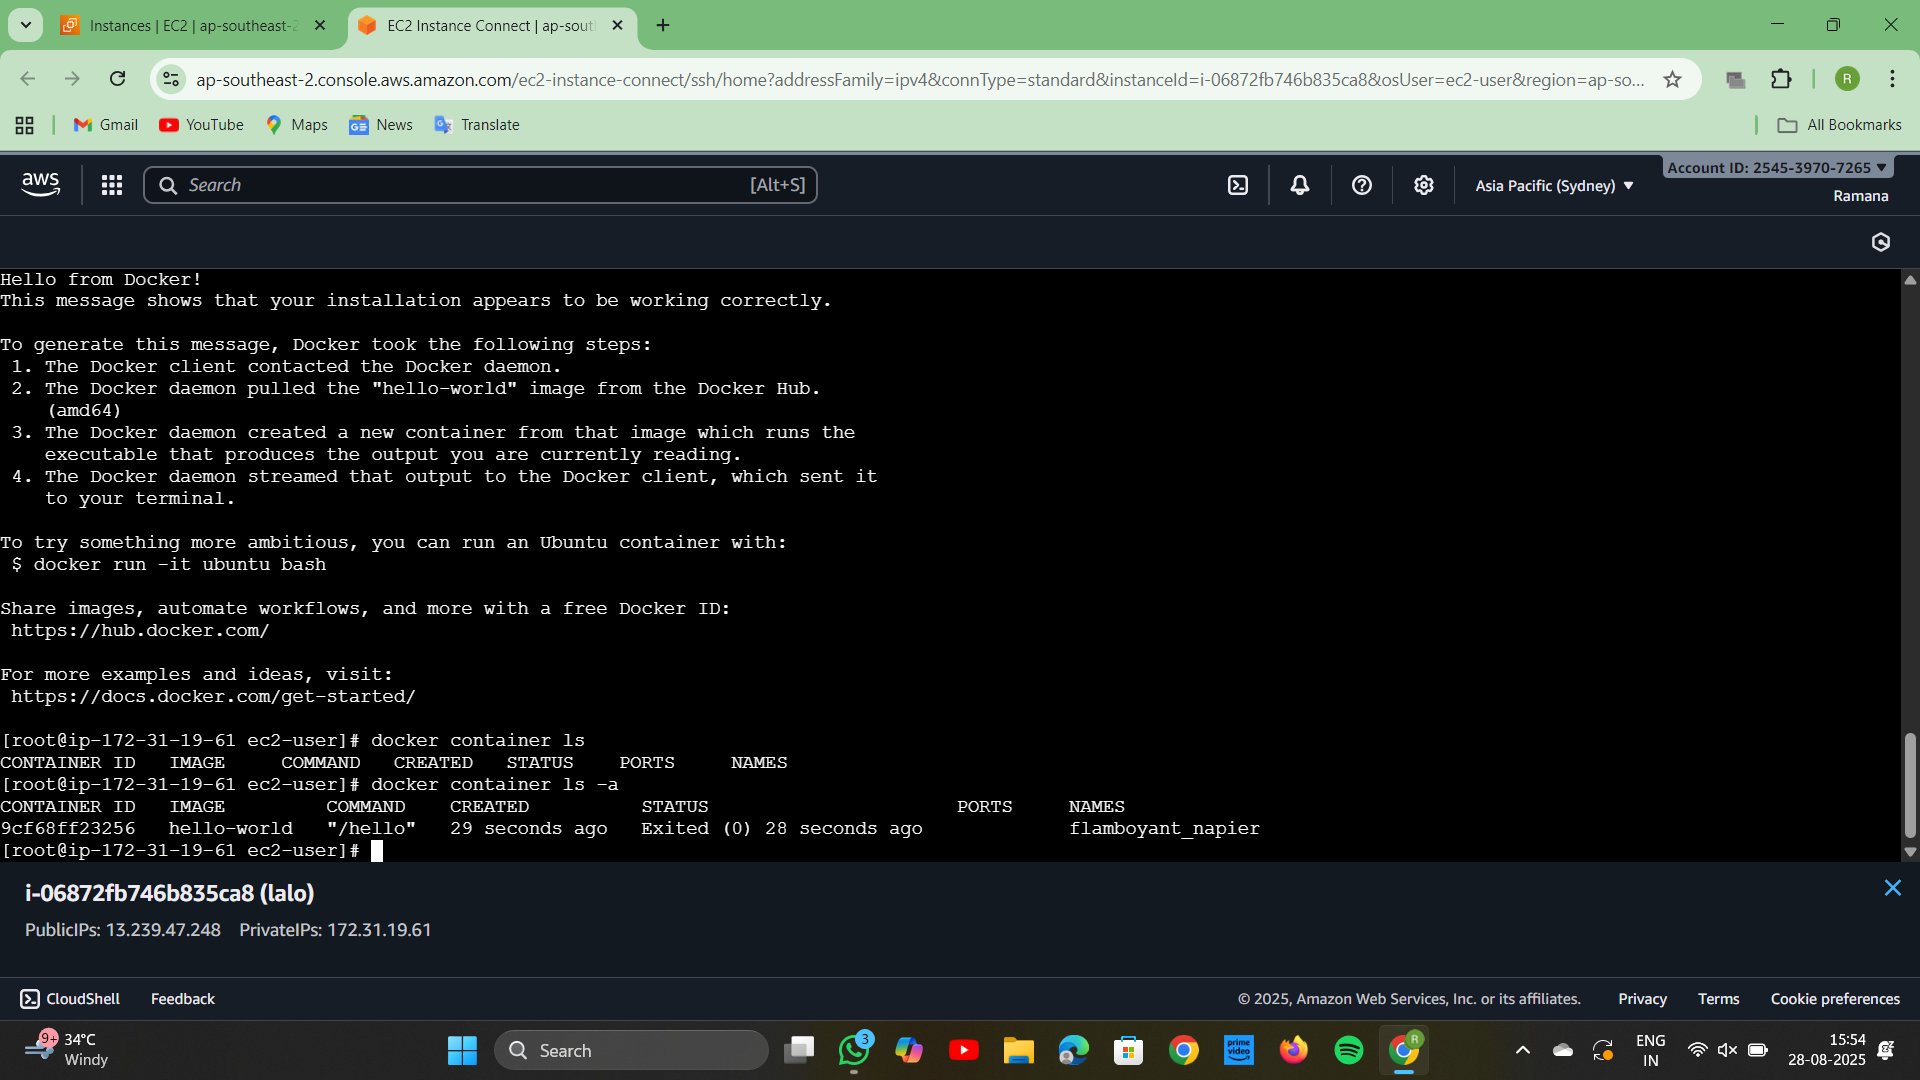 Instances | EC2 | ap-southeast-2
EC2 Instance Connect | ap-sout
ap-southeast-2.console.aws.amazon.com/ec2-instance-connect/ssh/home?addressFamily=ipv4&connType=standard&instanceId=i-06872fb746b835ca8&osUser=ec2-user&region=ap-so...
R
Gmail
YouTube
Maps
News
Translate
All Bookmarks
aws
Search
[Alt+S]
Asia Pacific (Sydney)
Account ID: 2545-3970-7265
Ramana
Hello from Docker!
This message shows that your installation appears to be working correctly.
To generate this message, Docker took the following steps:
1. The Docker client contacted the Docker daemon.
2. The Docker daemon pulled the "hello-world" image from the Docker Hub.
(amd64)
3. The Docker daemon created a new container from that image which runs the
executable that produces the output you are currently reading.
4. The Docker daemon streamed that output to the Docker client, which sent it
to your terminal.
To try something more ambitious, you can run an Ubuntu container with:
$ docker run -it ubuntu bash
Share images, automate workflows, and more with a free Docker ID:
https://hub.docker.com/
For more examples and ideas, visit:
https://docs.docker.com/get-started/
[root@ip-172-31-19-61 ec2-user]# docker container ls
CONTAINER ID   IMAGE     COMMAND   CREATED   STATUS    PORTS     NAMES
[root@ip-172-31-19-61 ec2-user]# docker container ls -a
CONTAINER ID   IMAGE         COMMAND    CREATED          STATUS                      PORTS     NAMES
9cf68ff23256   hello-world   "/hello"   29 seconds ago   Exited (0) 28 seconds ago             flamboyant_napier
[root@ip-172-31-19-61 ec2-user]#
i-06872fb746b835ca8 (lalo)
PublicIPs: 13.239.47.248   PrivateIPs: 172.31.19.61
CloudShell
Feedback
© 2025, Amazon Web Services, Inc. or its affiliates.
Privacy
Terms
Cookie preferences
9+
34°C
Windy
Search
3
prime video
R
ENG
IN
15:54
28-08-2025